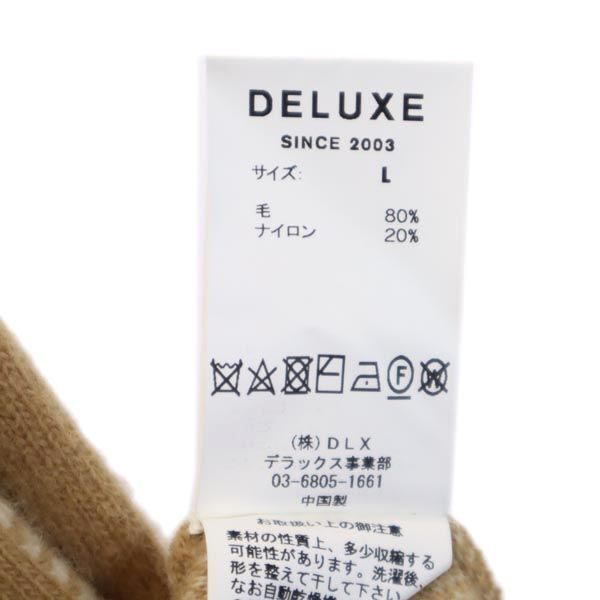 DELUXE
SINCE 2003
サイズ: L
毛 80%
ナイロン 20%
F
W
(株)DLX
デラックス事業部
03-6805-1661
中国製
お取扱い上の御注意
素材の性質上、多少収縮する
可能性があります。洗濯後、
形を整えて干して下さい
なお自動乾燥